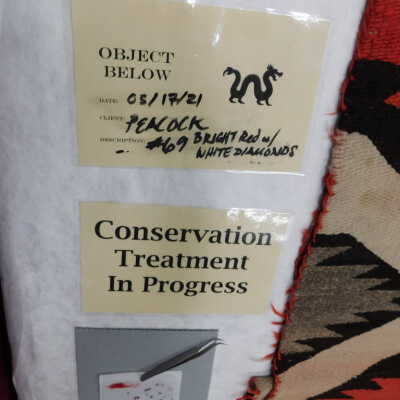 OBJECT
BELOW
DATE: 03/17/21
CLIENT: PEACOCK
DESCRIPTION: #69 BRIGHT RED W/
WHITE DIAMONDS
Conservation
Treatment
In Progress